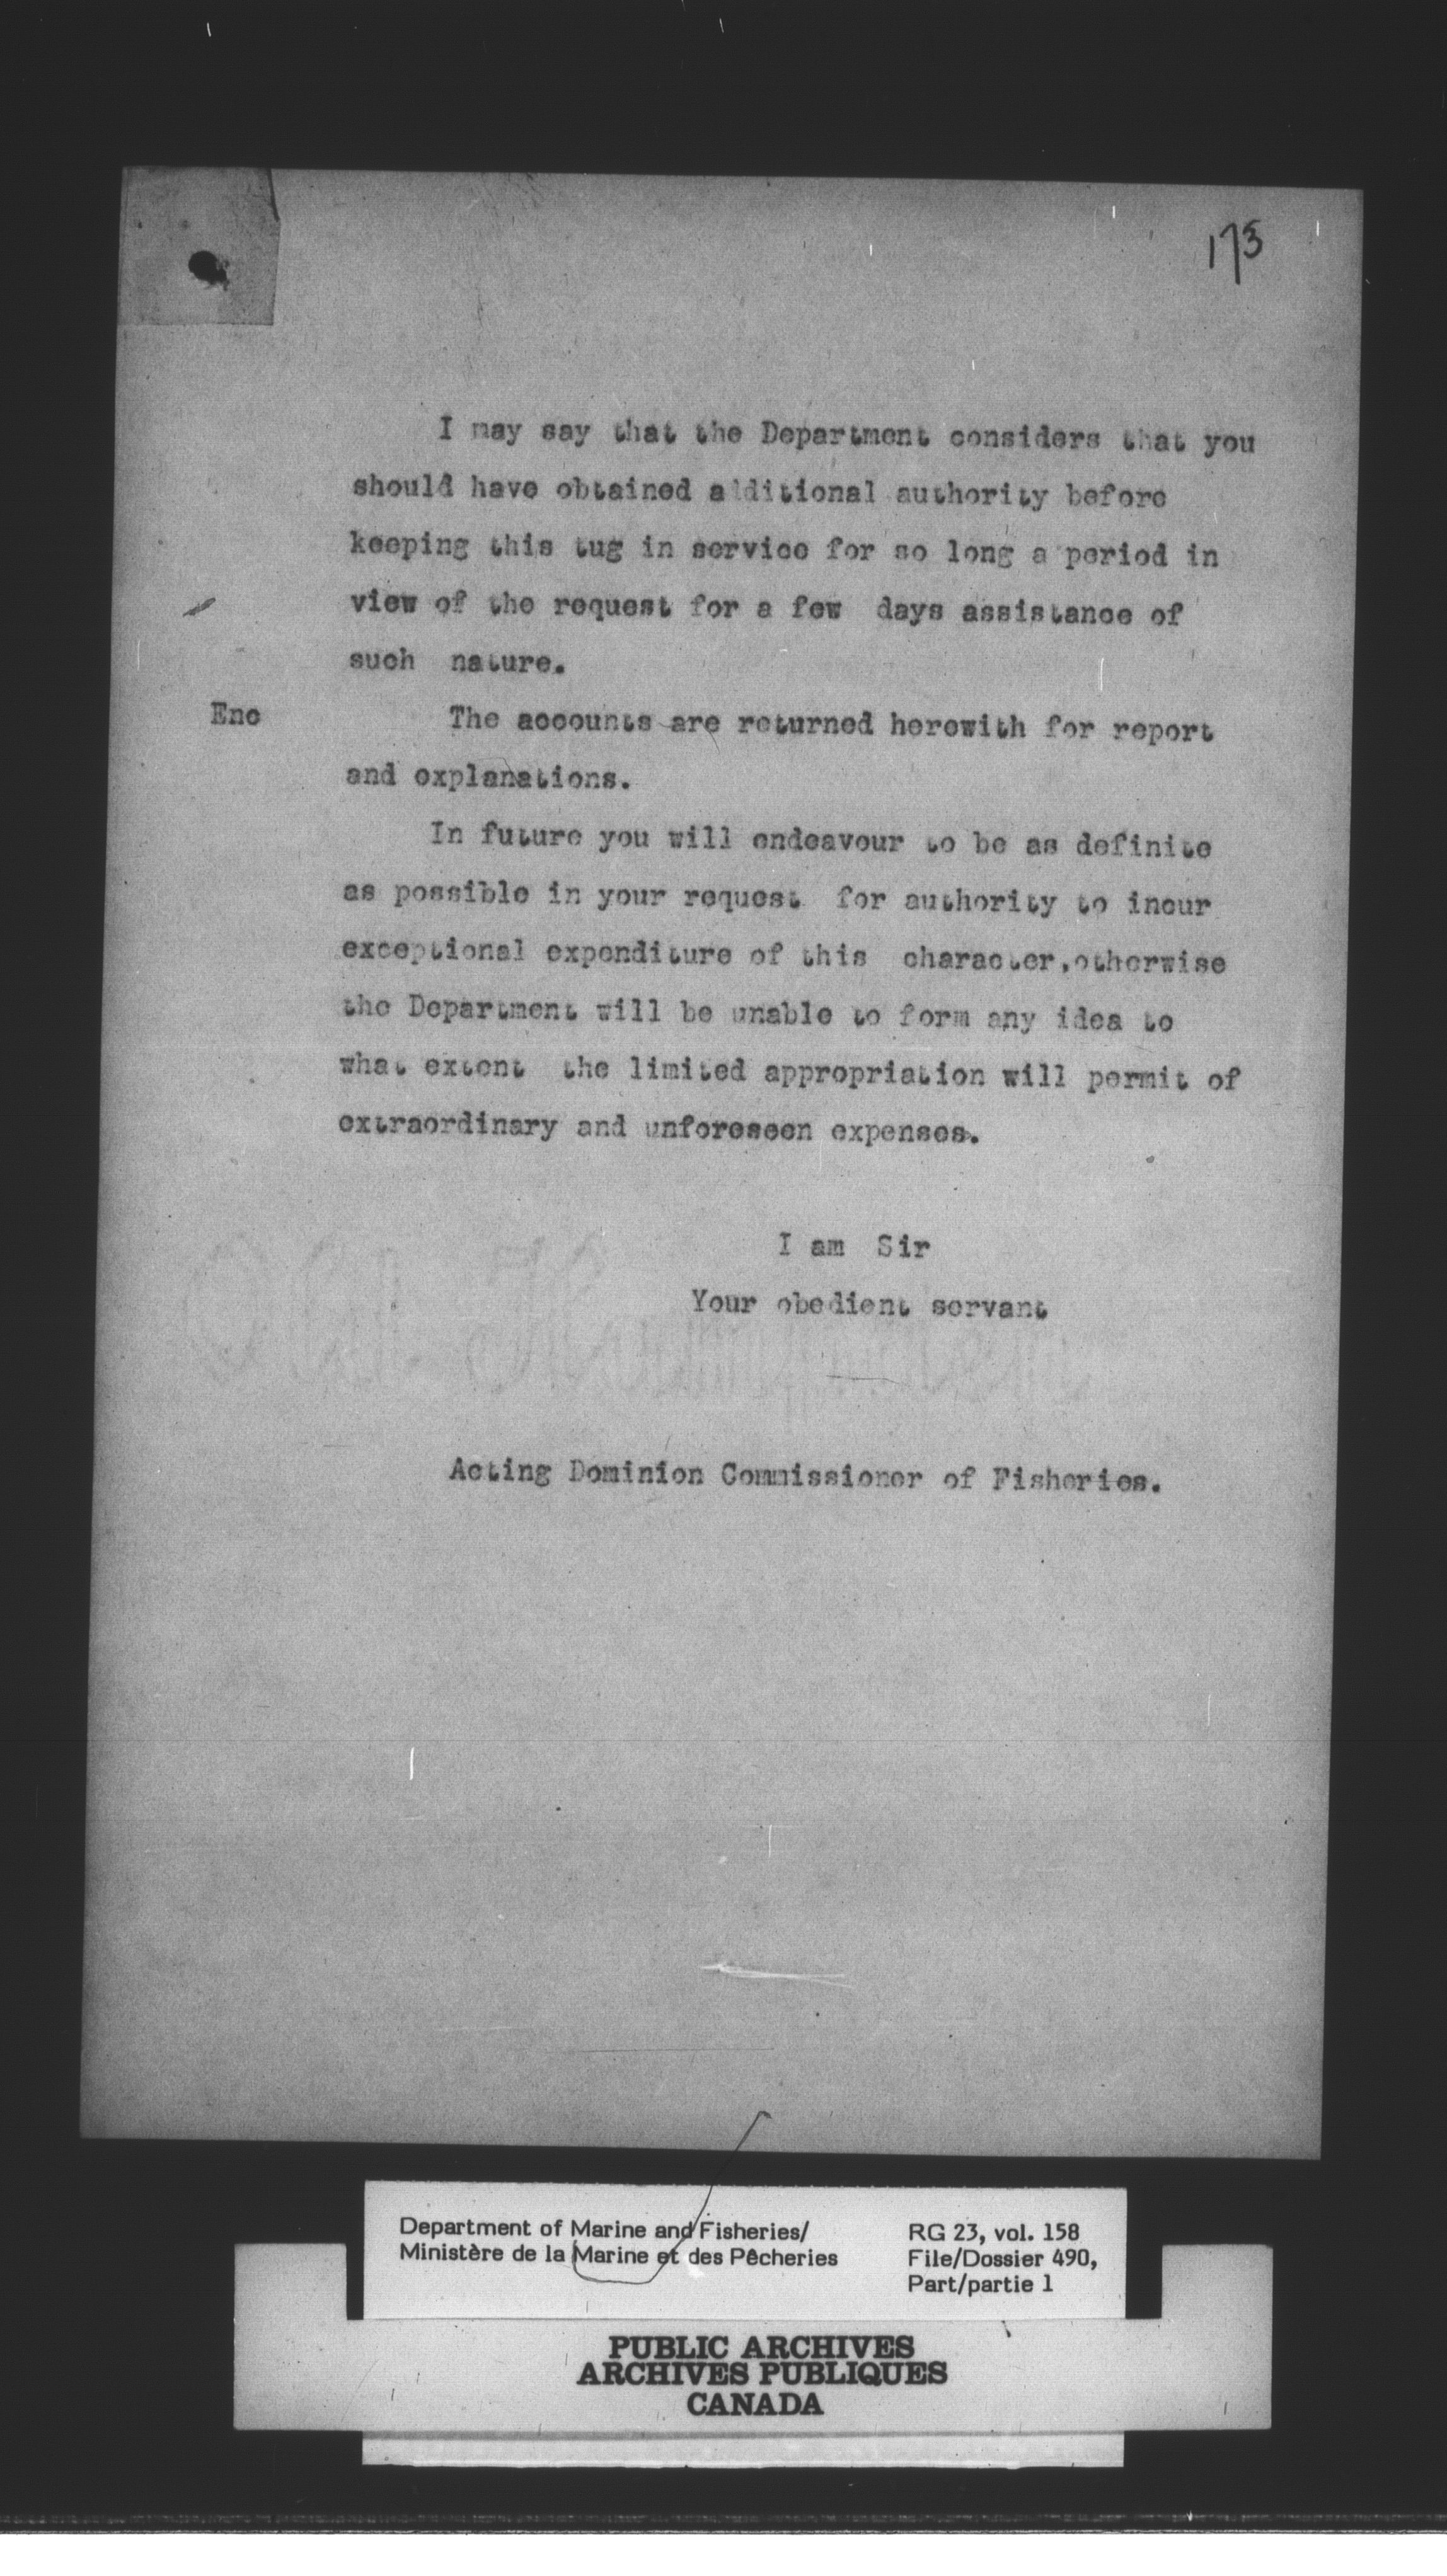 173
I may say that the Department considers that you
should have obtained additional authority before
keeping this tug in service for so long a period in
view of the request for a few days assistance of
such nature.
Enc The accounts are returned herewith for report
and explanations.
In future you will endeavour to be as definite
as possible in your request for authority to incur
exceptional expenditure of this character,otherwise
the Department will be unable to form any idea to
what extent the limited appropriation will permit of
extraordinary and unforeseen expenses.
I am Sir
Your obedient servant
Acting Dominion Commissioner of Fisheries.
Department of Marine and Fisheries/ RG 23, vol. 158
Ministère de la Marine et des Pêcheries File/Dossier 490,
Part/partie 1
PUBLIC ARCHIVES
ARCHIVES PUBLIQUES
CANADA